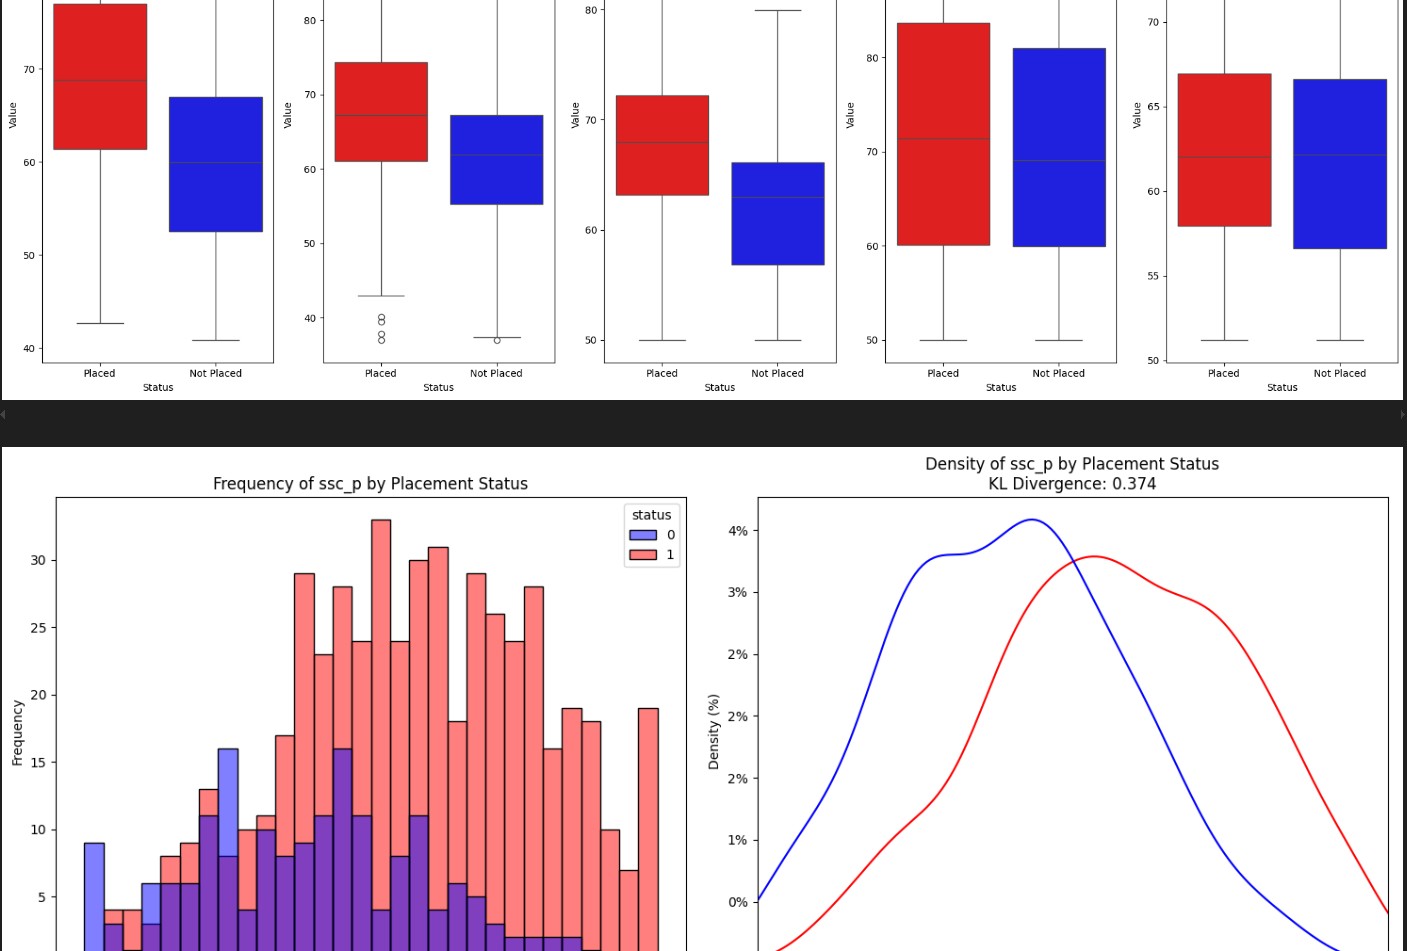 70
60
50
40
Value
Placed
Not Placed
Status
80
70
60
50
40
Value
Placed
Not Placed
Status
80
70
60
50
Value
Placed
Not Placed
Status
80
70
60
50
Value
Placed
Not Placed
Status
70
65
60
55
50
Value
Placed
Not Placed
Status
Frequency of ssc_p by Placement Status
status
0
1
30
25
20
15
10
5
Frequency
Density of ssc_p by Placement Status
KL Divergence: 0.374
4%
3%
2%
2%
2%
1%
0%
Density (%)